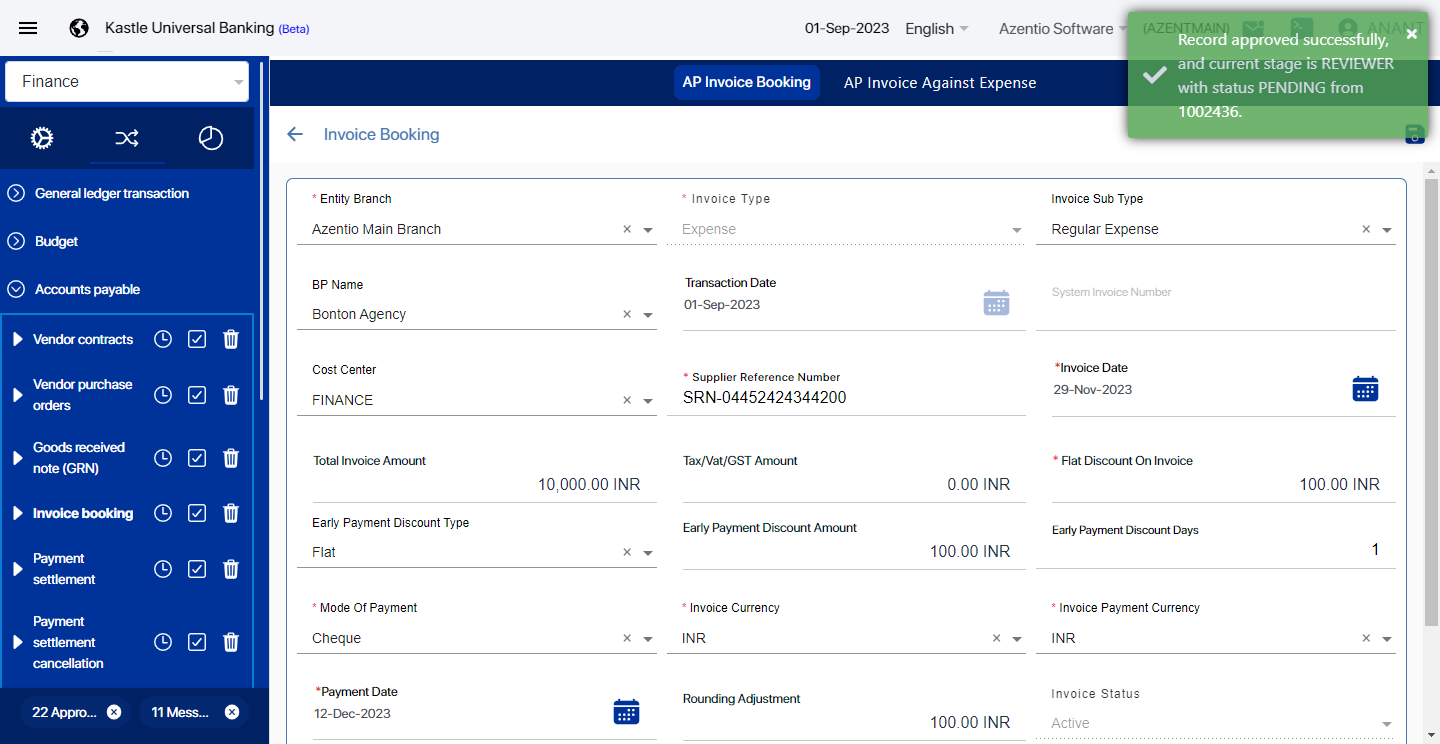 Kastle Universal Banking (Beta)
01-Sep-2023
English
Azentio Software
(AZENTMAIN)
ANANT
Record approved successfully,
and current stage is REVIEWER
with status PENDING from
1002436.
Finance
AP Invoice Booking
AP Invoice Against Expense
Invoice Booking
General ledger transaction
Budget
Accounts payable
Vendor contracts
Vendor purchase
orders
Goods received
note (GRN)
Invoice booking
Payment
settlement
Payment
settlement
cancellation
22 Appro...
11 Mess...
* Entity Branch
Azentio Main Branch
* Invoice Type
Expense
Invoice Sub Type
Regular Expense
BP Name
Bonton Agency
Transaction Date
01-Sep-2023
System Invoice Number
Cost Center
FINANCE
* Supplier Reference Number
SRN-04452424344200
*Invoice Date
29-Nov-2023
Total Invoice Amount
10,000.00 INR
Tax/Vat/GST Amount
0.00 INR
* Flat Discount On Invoice
100.00 INR
Early Payment Discount Type
Flat
Early Payment Discount Amount
100.00 INR
Early Payment Discount Days
1
* Mode Of Payment
Cheque
* Invoice Currency
INR
* Invoice Payment Currency
INR
*Payment Date
12-Dec-2023
Rounding Adjustment
100.00 INR
Invoice Status
Active